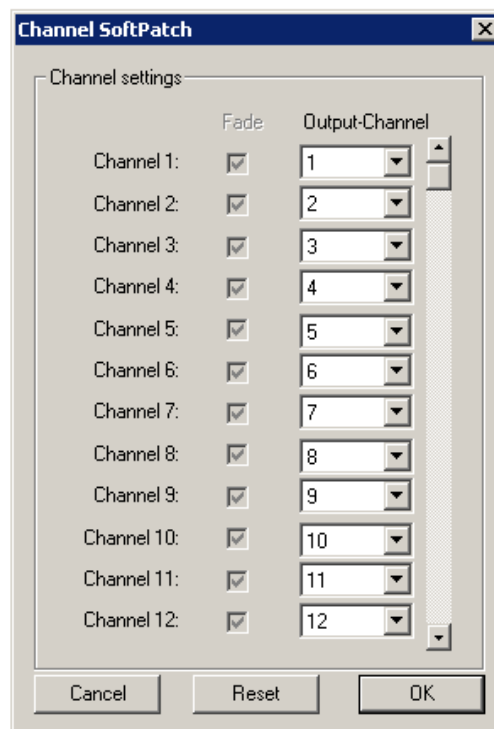 Channel SoftPatch
Channel settings
Fade Output-Channel
Channel 1: 1
Channel 2: 2
Channel 3: 3
Channel 4: 4
Channel 5: 5
Channel 6: 6
Channel 7: 7
Channel 8: 8
Channel 9: 9
Channel 10: 10
Channel 11: 11
Channel 12: 12
Cancel Reset OK